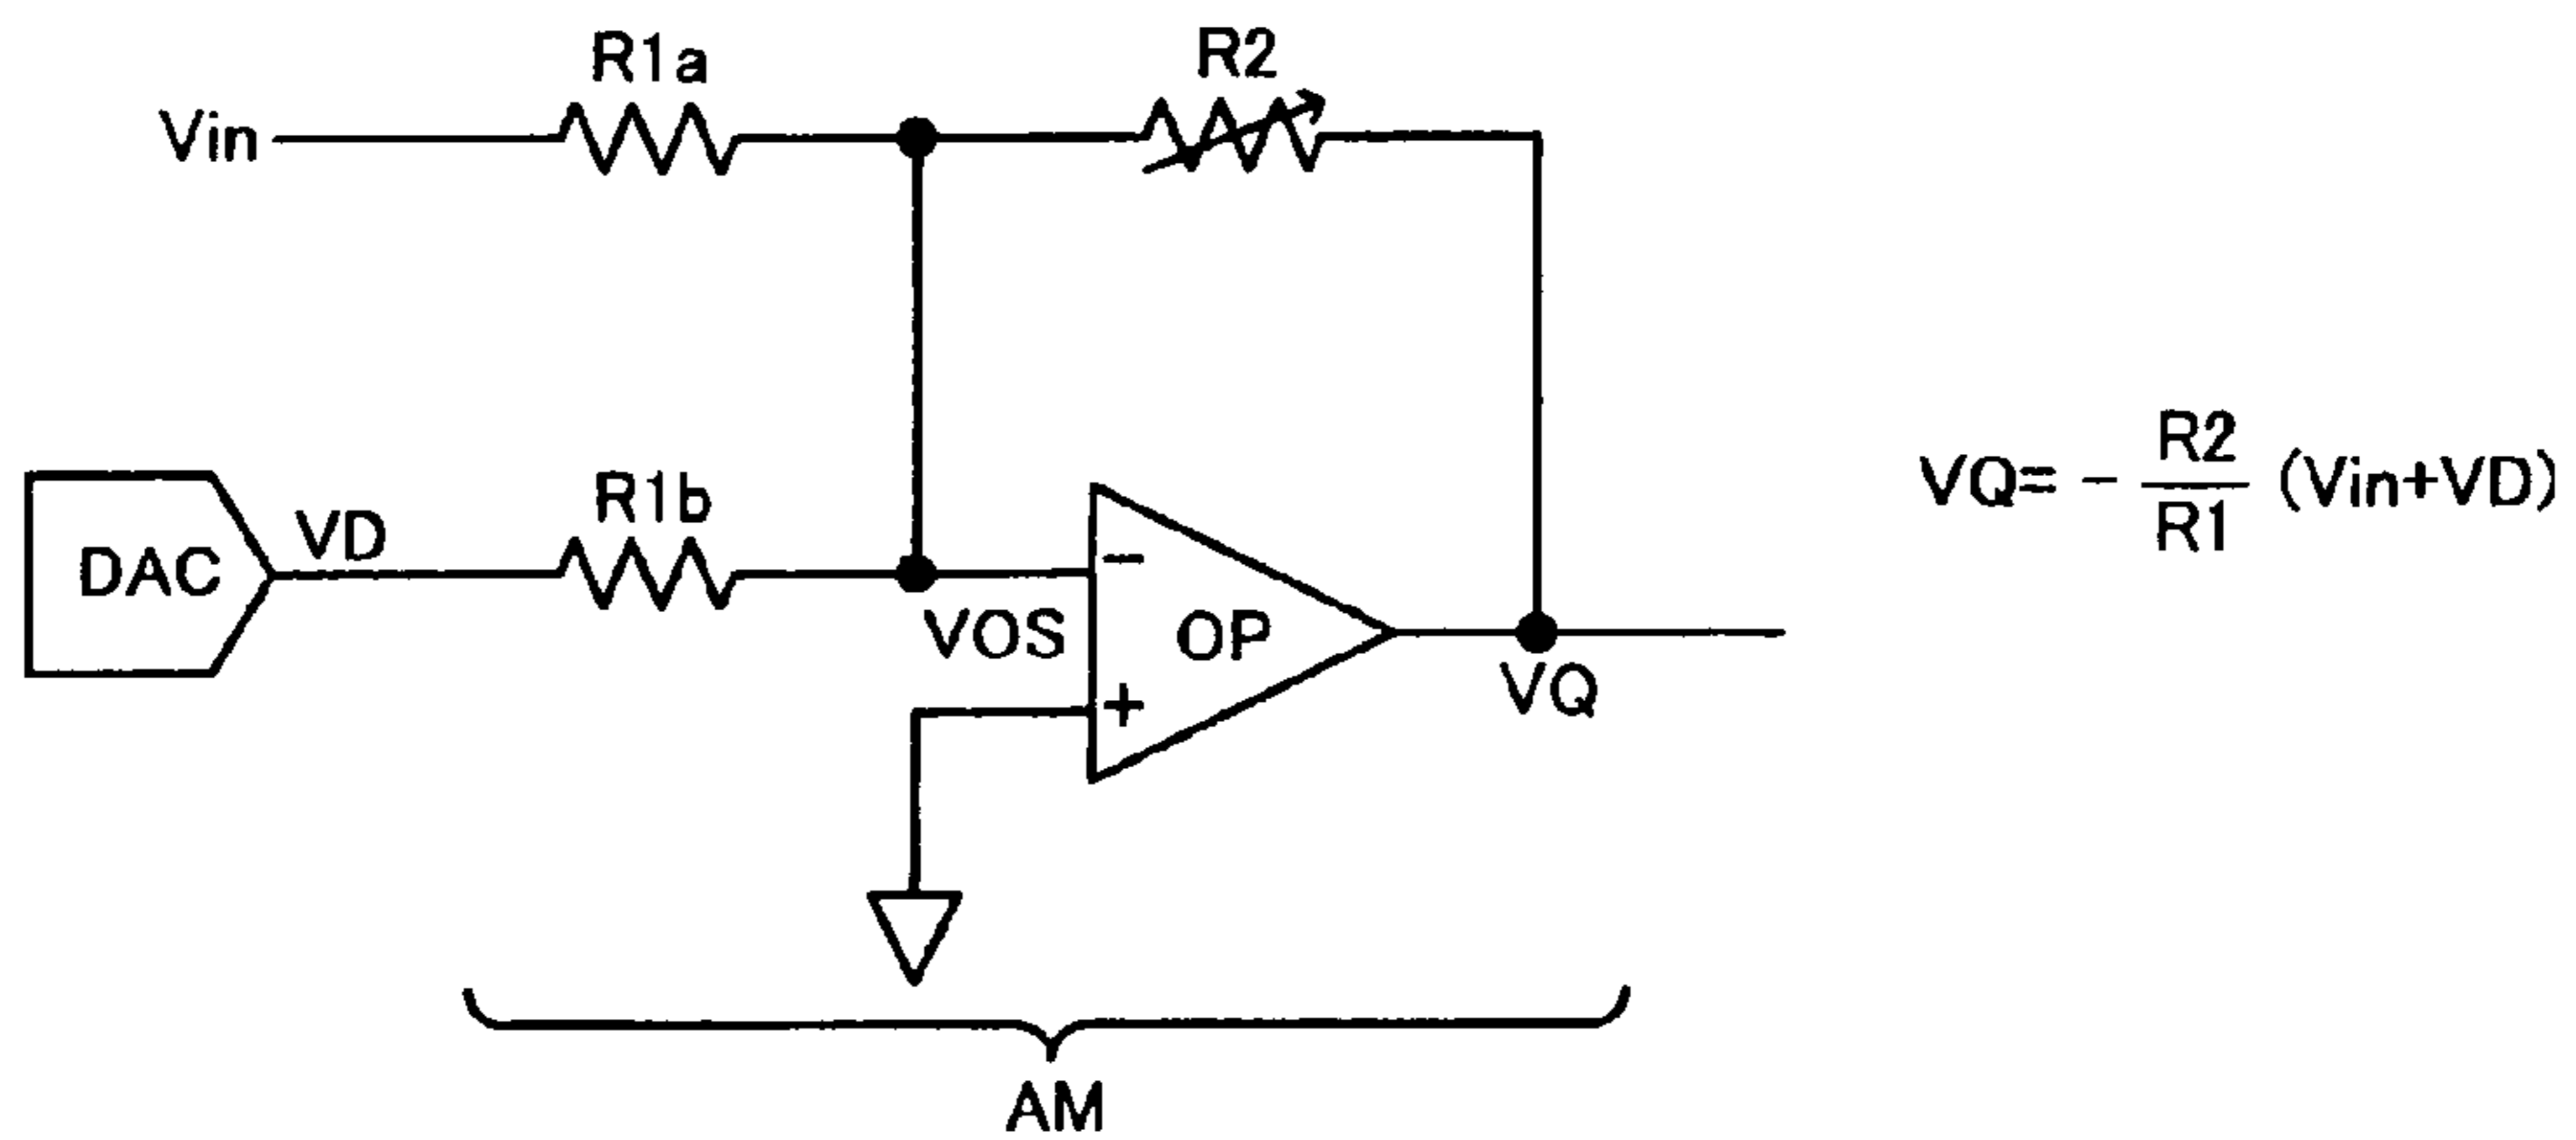 R1a
R2
Vin
DAC
VD
R1b
VOS
−
+
OP
VQ
VQ= - R2/R1 (Vin+VD)
AM